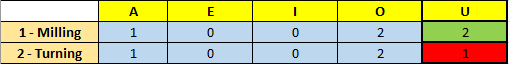 A E I O U
1 - Milling 1 0 0 2 2
2 - Turning 1 0 0 2 1